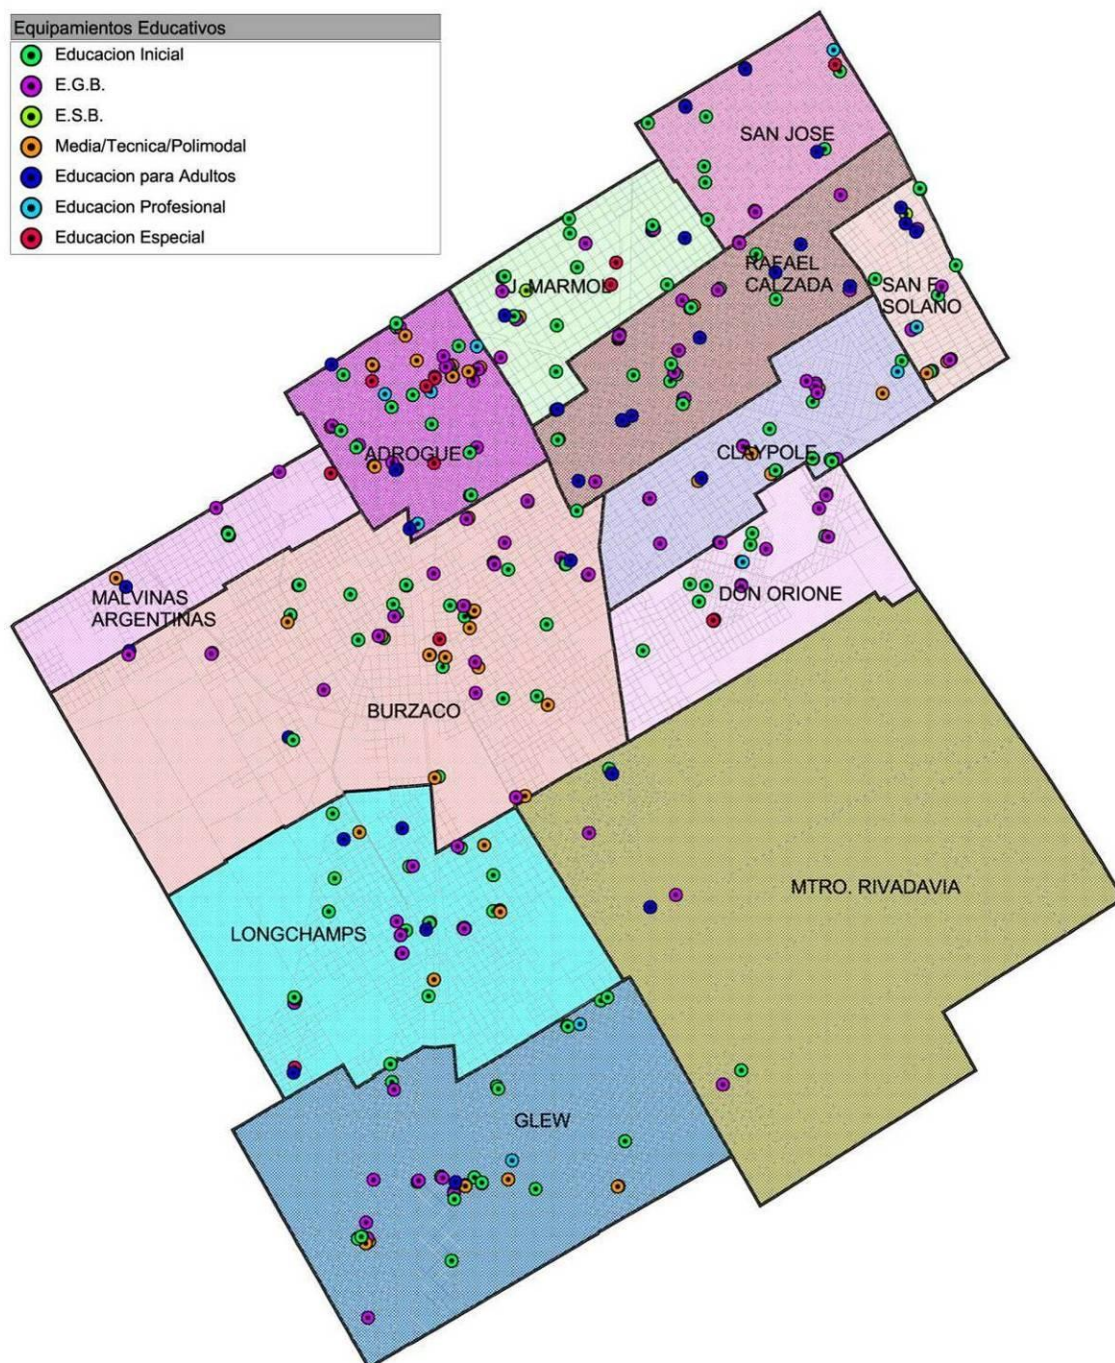 Equipamientos Educativos
Educacion Inicial
E.G.B.
E.S.B.
Media/Tecnica/Polimodal
Educacion para Adultos
Educacion Profesional
Educacion Especial
SAN JOSE
RAFAEL
CALZADA
SAN F.
SOLANO
J. MARMOL
ADROGUE
CLAYPOLE
DON ORIONE
MALVINAS
ARGENTINAS
BURZACO
MTRO. RIVADAVIA
LONGCHAMPS
GLEW